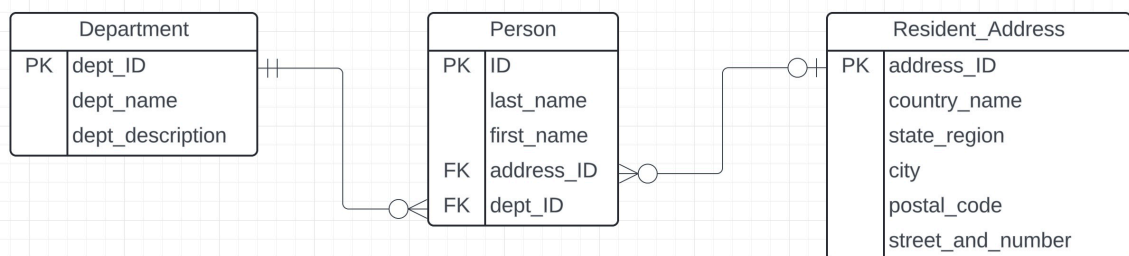 Department
PK dept_ID
dept_name
dept_description
Person
PK ID
last_name
first_name
FK address_ID
FK dept_ID
Resident_Address
PK address_ID
country_name
state_region
city
postal_code
street_and_number